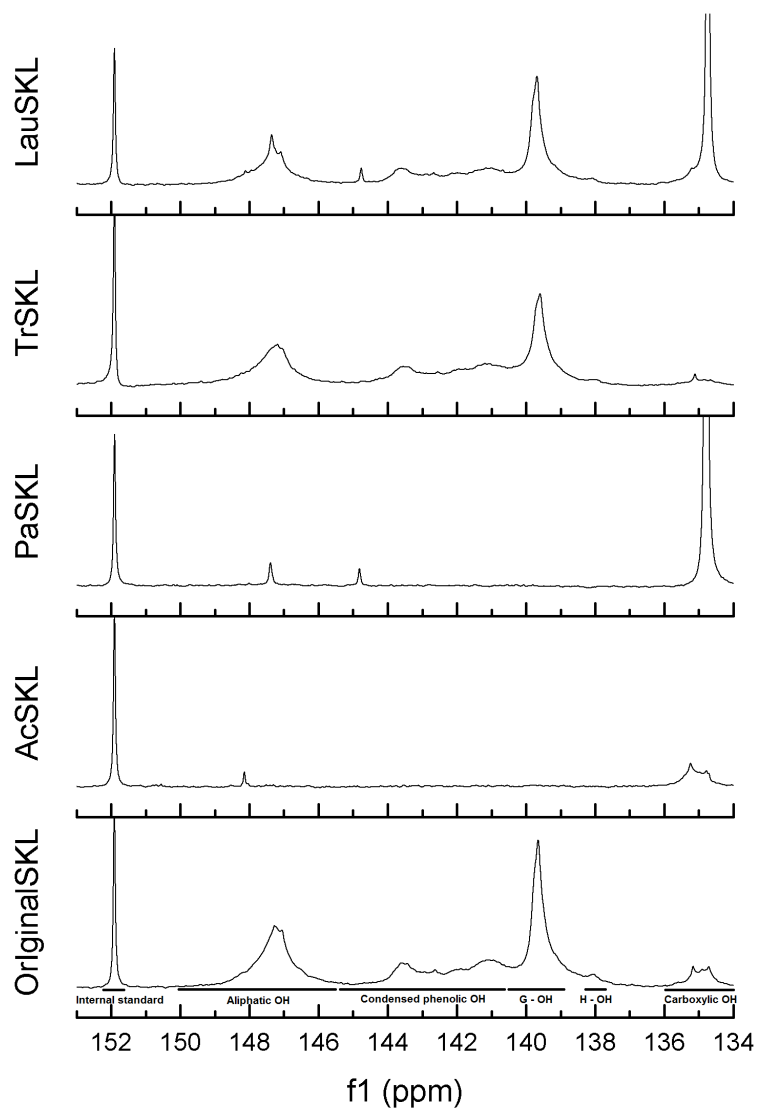 LauSKL
TrSKL
PaSKL
AcSKL
OrIginalSKL
Internal standard
Aliphatic OH
Condensed phenolic OH
G - OH
H - OH
Carboxylic OH
152 150 148 146 144 142 140 138 136 134
f1 (ppm)